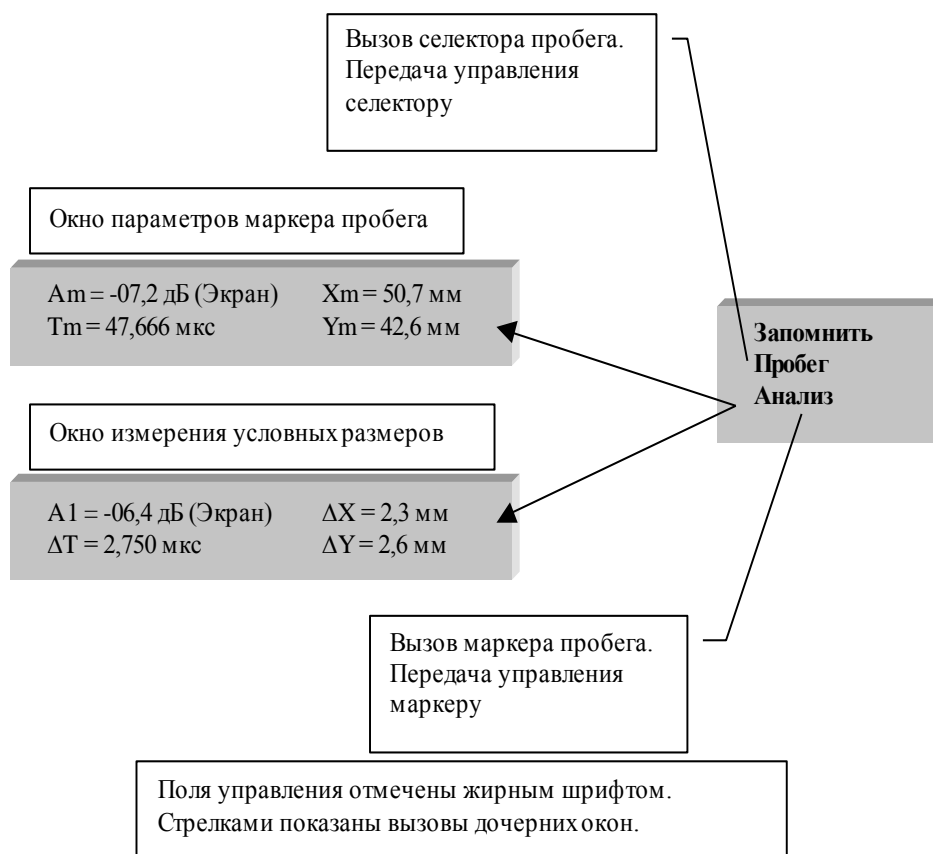 Вызов селектора пробега.
Передача управления
селектору
Окно параметров маркера пробега
Am = -07,2 дБ (Экран) Xm = 50,7 мм
Tm = 47,666 мкс Ym = 42,6 мм
Запомнить
Пробег
Анализ
Окно измерения условных размеров
A1 = -06,4 дБ (Экран) ΔX = 2,3 мм
ΔT = 2,750 мкс ΔY = 2,6 мм
Вызов маркера пробега.
Передача управления
маркеру
Поля управления отмечены жирным шрифтом.
Стрелками показаны вызовы дочерних окон.